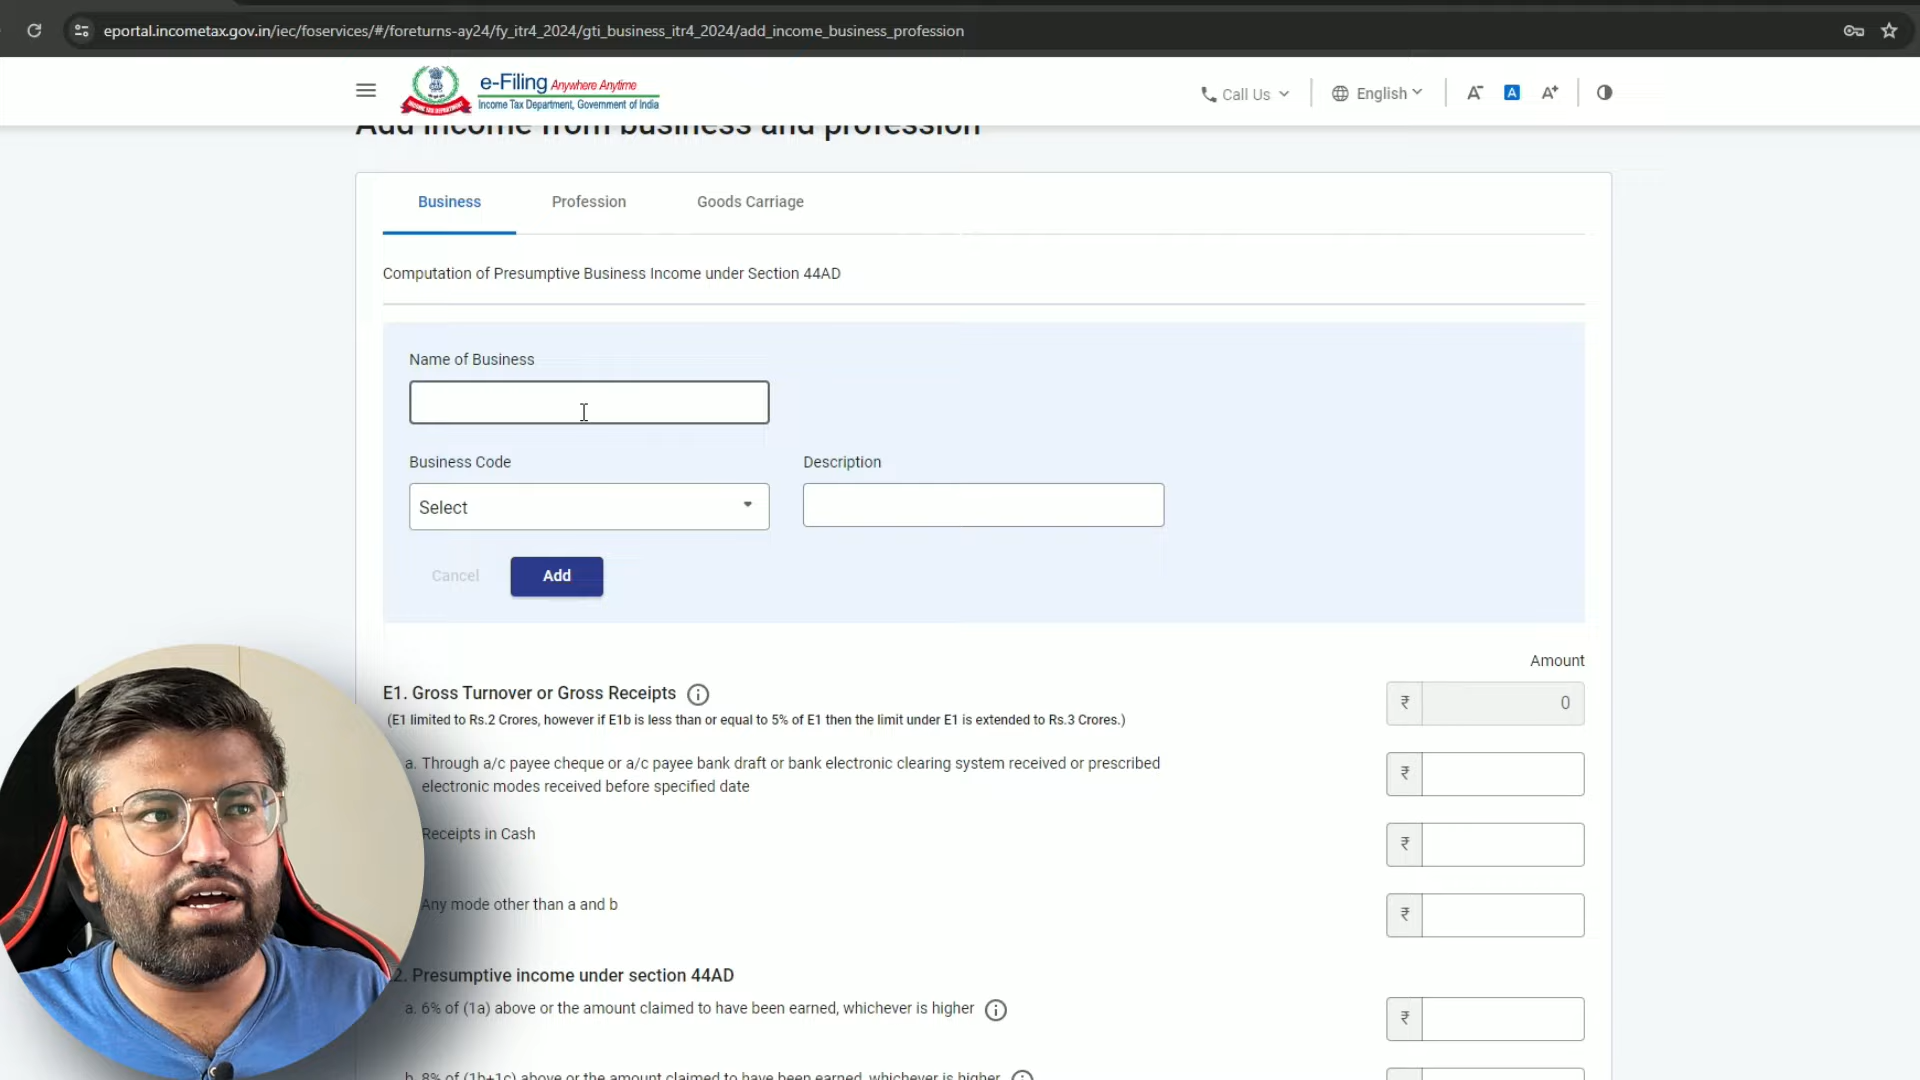 eportal.incometax.gov.in/iec/foservices/#/foreturns-ay24/fy_itr4_2024/gti_business_itr4_2024/add_income_business_profession
e-Filing Anywhere Anytime
Income Tax Department, Government of India
Call Us
English
A-
A
A+
Add income from business and profession
Business
Profession
Goods Carriage
Computation of Presumptive Business Income under Section 44AD
Name of Business
Business Code
Description
Select
Cancel
Add
Amount
E1. Gross Turnover or Gross Receipts
₹ 0
(E1 limited to Rs.2 Crores, however if E1b is less than or equal to 5% of E1 then the limit under E1 is extended to Rs.3 Crores.)
a. Through a/c payee cheque or a/c payee bank draft or bank electronic clearing system received or prescribed
electronic modes received before specified date
₹
Receipts in Cash
₹
Any mode other than a and b
₹
2. Presumptive income under section 44AD
a. 6% of (1a) above or the amount claimed to have been earned, whichever is higher
₹
b. 8% of (1b+1c) above or the amount claimed to have been earned, whichever is higher